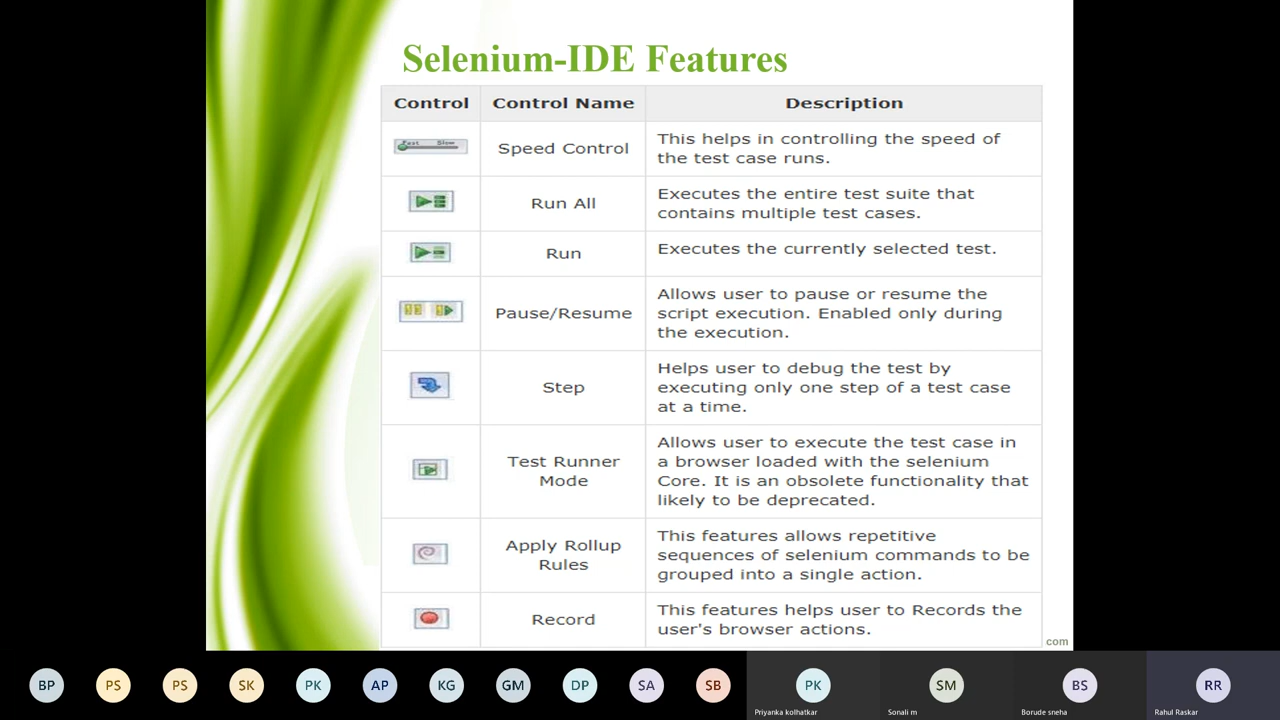 Selenium-IDE Features
Control Control Name Description
Fast Slow
Speed Control
This helps in controlling the speed of
the test case runs.
Run All
Executes the entire test suite that
contains multiple test cases.
Run
Executes the currently selected test.
Pause/Resume
Allows user to pause or resume the
script execution. Enabled only during
the execution.
Step
Helps user to debug the test by
executing only one step of a test case
at a time.
Test Runner
Mode
Allows user to execute the test case in
a browser loaded with the selenium
Core. It is an obsolete functionality that
likely to be deprecated.
Apply Rollup
Rules
This features allows repetitive
sequences of selenium commands to be
grouped into a single action.
Record
This features helps user to Records the
user's browser actions.
com
BP PS PS SK PK AP KG GM DP SA SB PK SM BS RR
Priyanka kolhatkar Sonali m Borude sneha Rahul Raskar